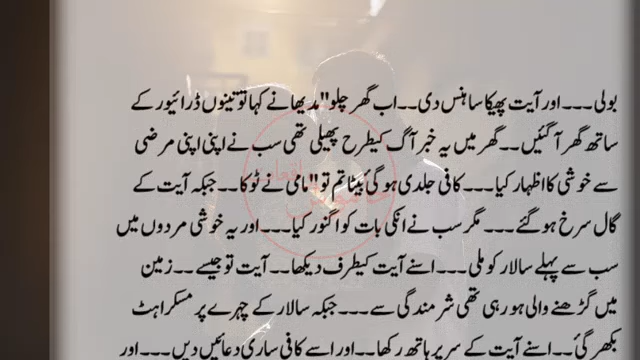 بولی۔۔۔اور آیت پھیکا سا ہنس دی۔۔اب گھر چلو"مدیحا نے کہا تو تینوں ڈرائیور کے
ساتھ گھر آ گئیں۔۔گھر میں یہ خبر آگ کیطرح پھیلی تھی سب نے اپنی اپنی مرضی
سے خوشی کا اظہار کیا۔۔۔کافی جلدی ہو گئ بیٹا تم تو"مامی نے ٹوکا۔۔جبکہ آیت کے
گال سرخ ہو گئے۔۔۔مگر سب نے انکی بات کو اگنور کیا۔۔۔اور یہ خوشی مردوں میں
سب سے پہلے سالار کو ملی۔۔۔اسنے آیت کیطرف دیکھا۔۔آیت تو جیسے۔۔زمین
میں گڑھنے والی ہو رہی تھی شرمندگی سے۔۔۔جبکہ سالار کے چہرے پر مسکراہٹ
بکھر گئ۔۔اسنے آیت کے سر پر ہاتھ رکھا۔۔اور اسے کافی ساری دعائیں دیں۔۔۔اور